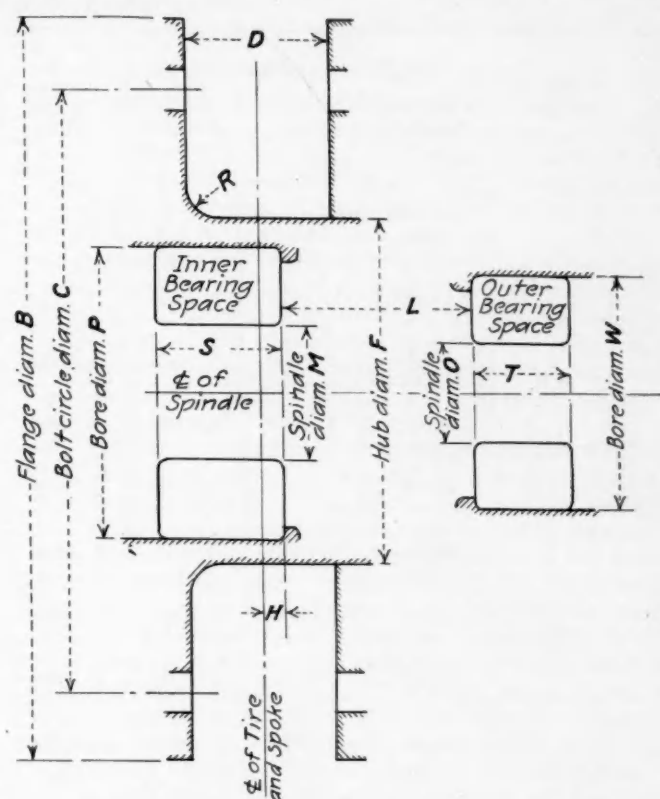 D
R
Inner
Bearing
Space
Outer
Bearing
Space
L
S
T
H
℄ of
Spindle
Spindle
diam. M
Spindle
diam. O
Flange diam. B
Bolt circle diam. C
Bore diam. P
Hub diam. F
Bore diam. W
℄ of Tire
and Spoke